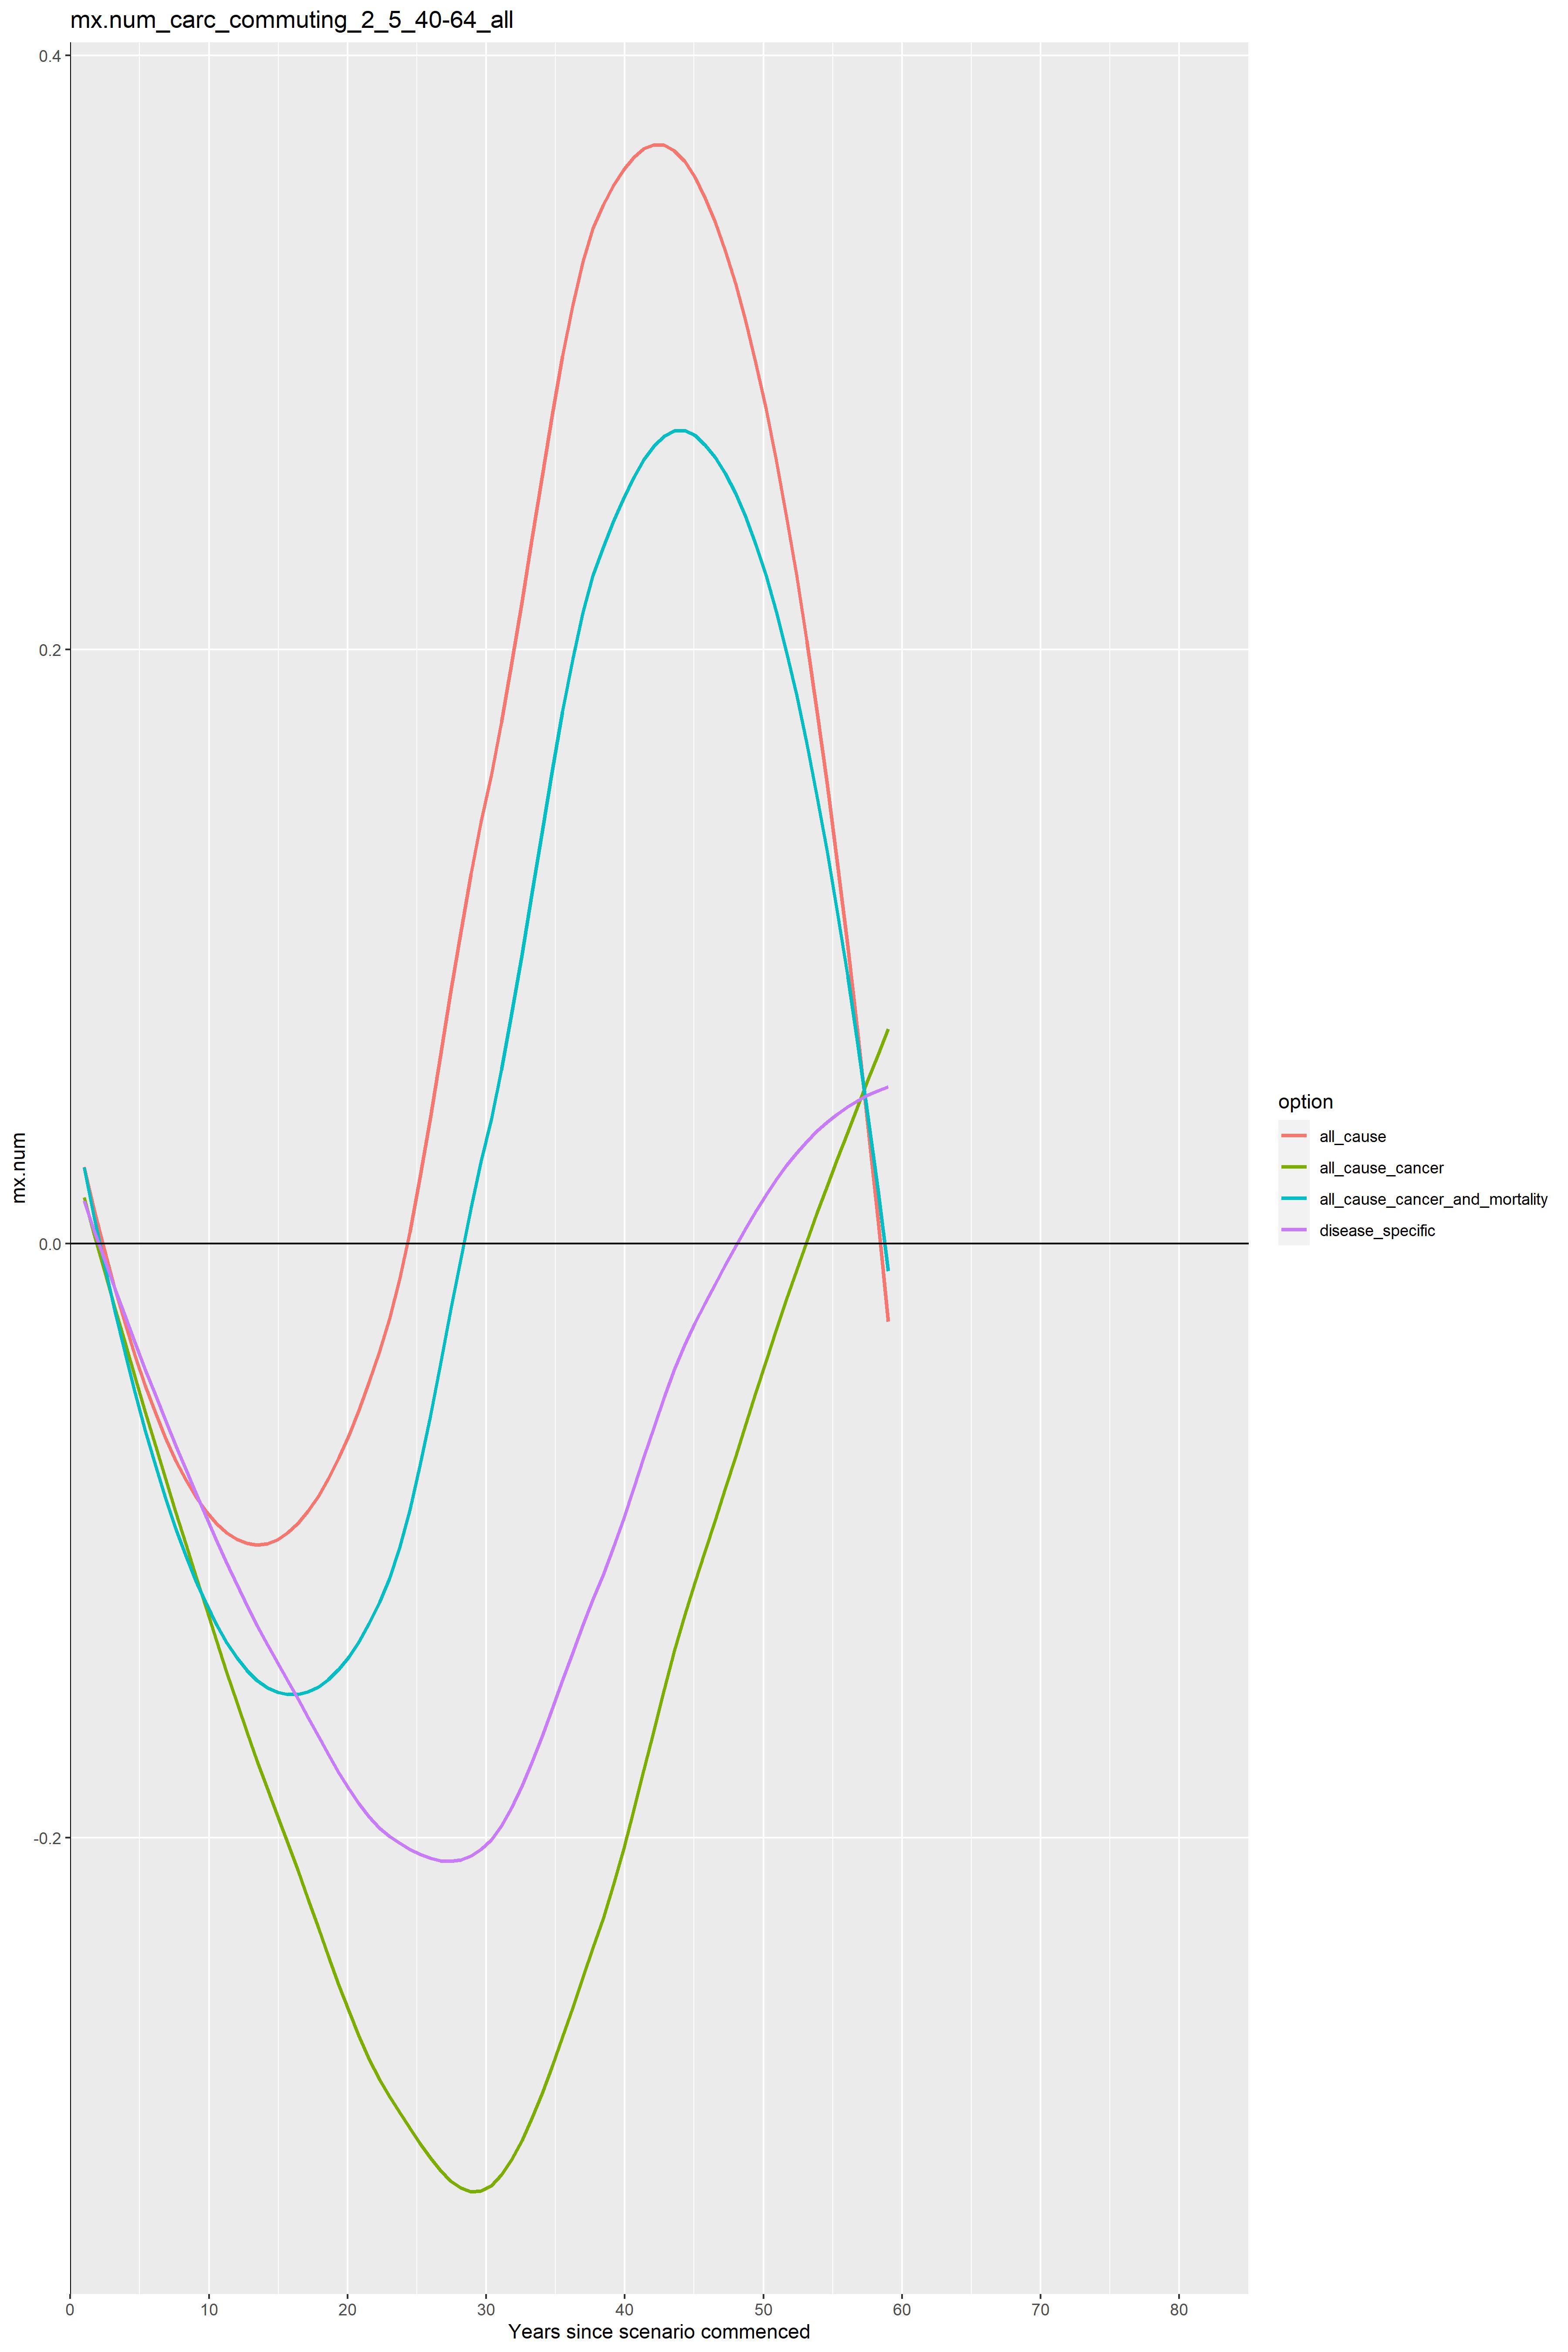 mx.num_carc_commuting_2_5_40-64_all
0.4
0.2
0.0
-0.2
mx.num
0 10 20 30 40 50 60 70 80
Years since scenario commenced
option
all_cause
all_cause_cancer
all_cause_cancer_and_mortality
disease_specific